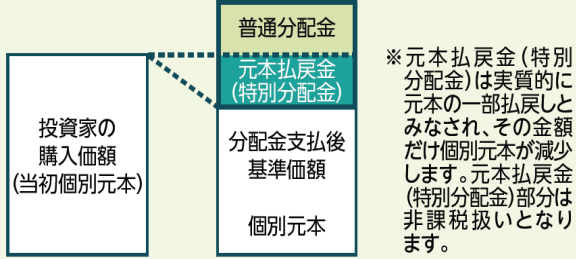 普通分配金
元本払戻金
(特別分配金)
投資家の
購入価額
(当初個別元本)
分配金支払後
基準価額
個別元本
※元本払戻金(特別
分配金)は実質的に
元本の一部払戻しと
みなされ、その金額
だけ個別元本が減少
します。元本払戻金
(特別分配金)部分は
非課税扱いとなり
ます。